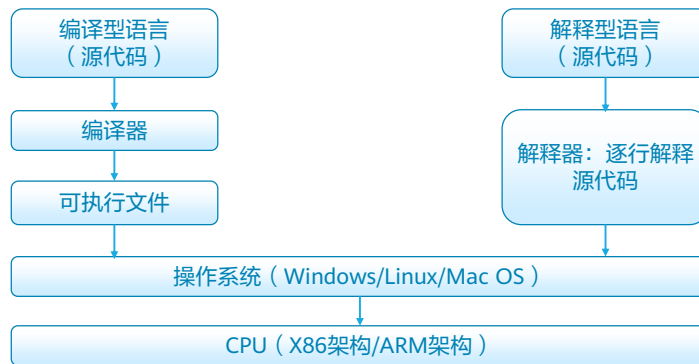 编译型语言
（源代码）
解释型语言
（源代码）
编译器
解释器：逐行解释
源代码
可执行文件
操作系统（Windows/Linux/Mac OS）
CPU（X86架构/ARM架构）